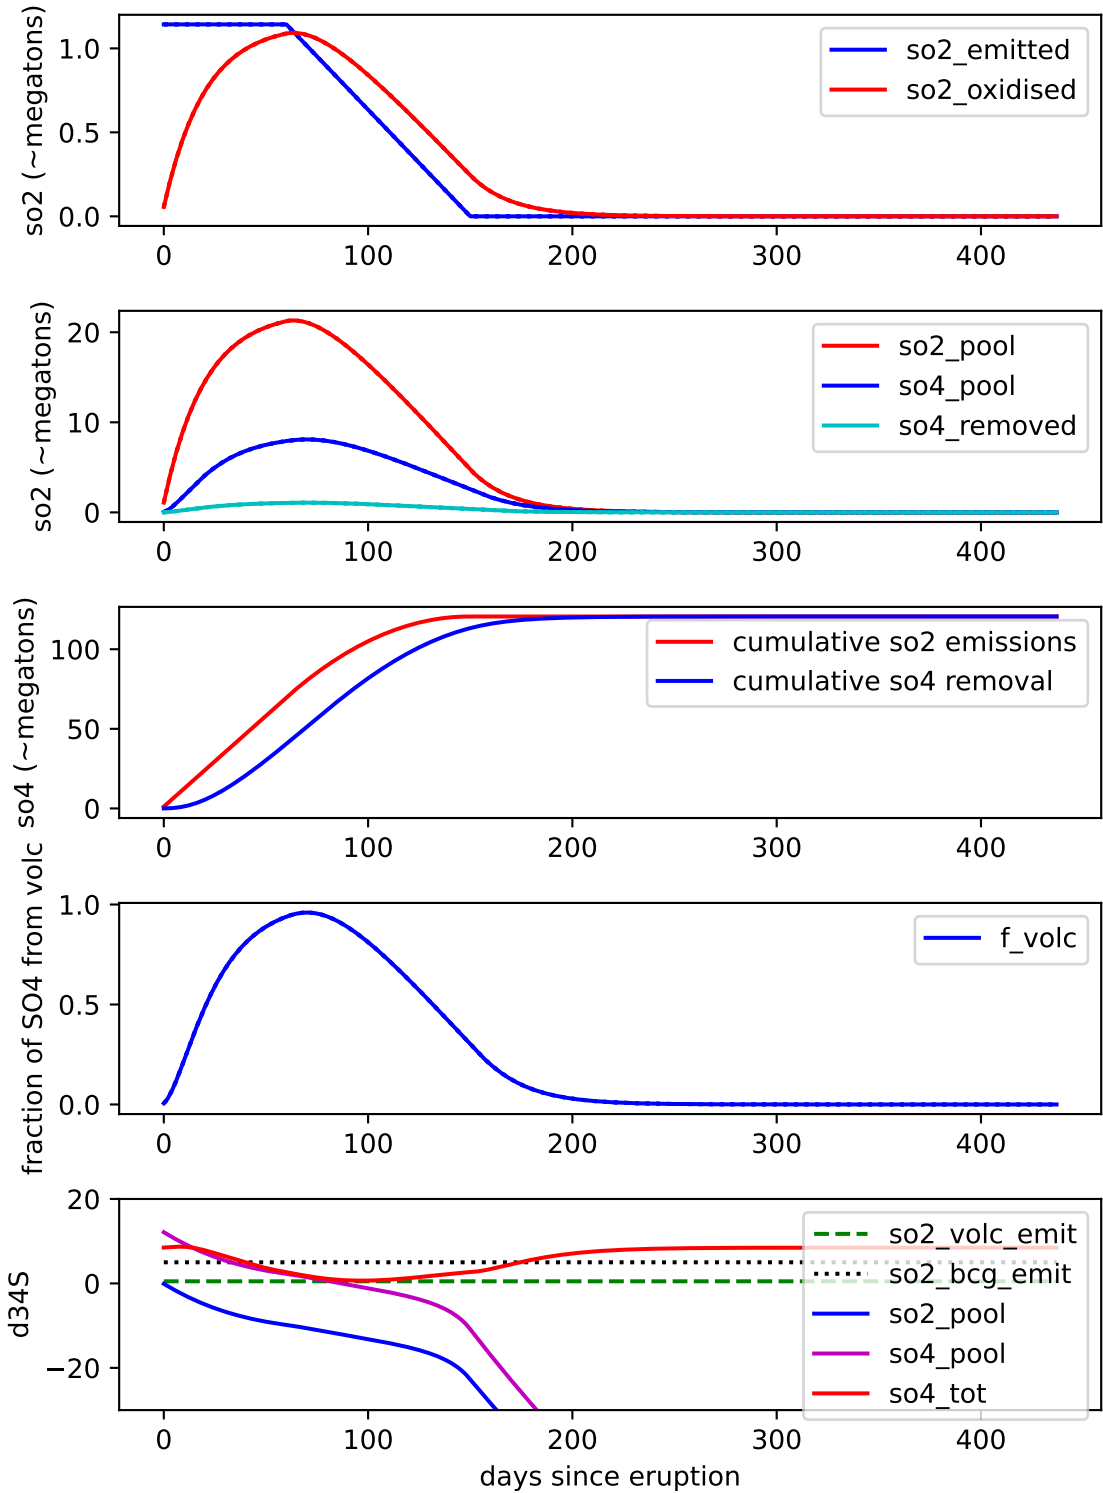 so2 (~megatons)
1.0
0.5
0.0
so2_emitted
so2_oxidised
0 100 200 300 400
so2 (~megatons)
20
10
0
so2_pool
so4_pool
so4_removed
0 100 200 300 400
so4 (~megatons)
100
50
0
cumulative so2 emissions
cumulative so4 removal
0 100 200 300 400
fraction of SO4 from volc
1.0
0.5
0.0
f_volc
0 100 200 300 400
d34S
20
0
−20
so2_volc_emit
so2_bcg_emit
so2_pool
so4_pool
so4_tot
0 100 200 300 400
days since eruption